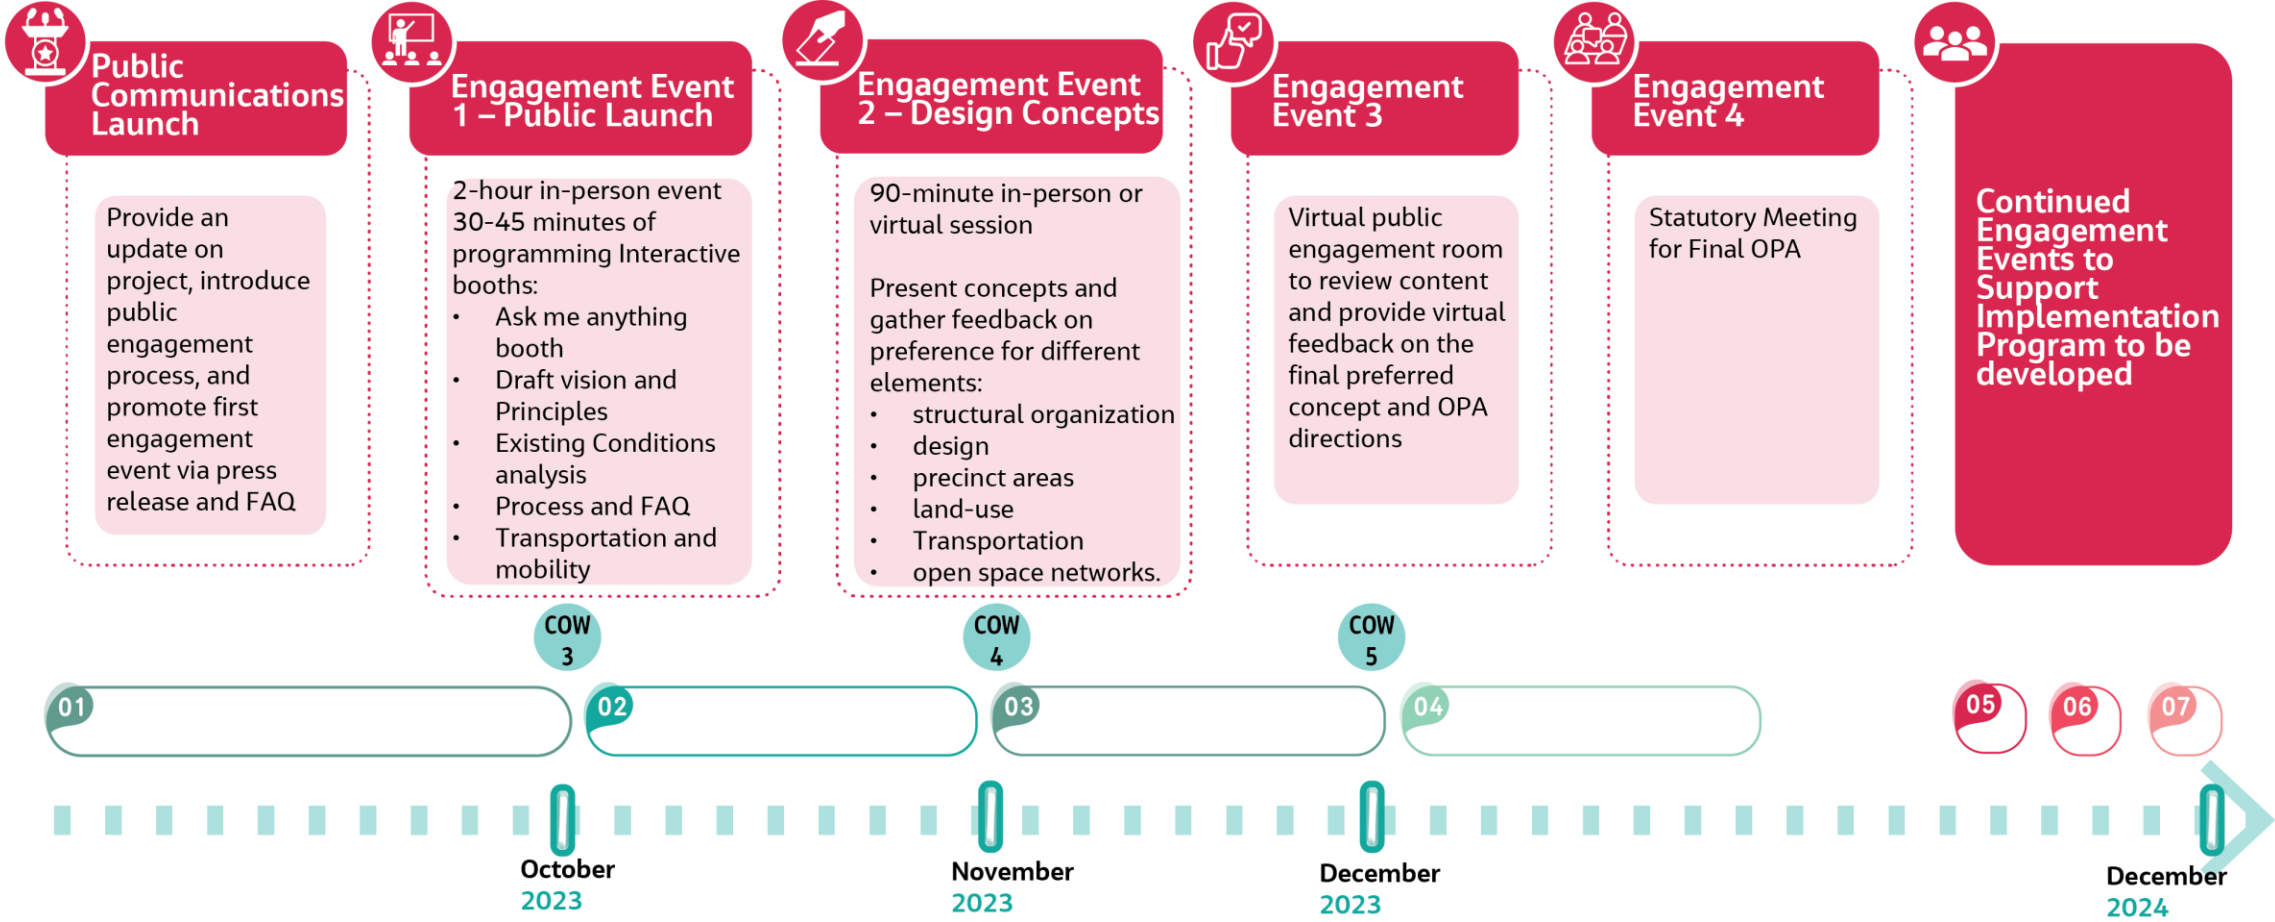 Public
Communications
Launch
Provide an
update on
project, introduce
public
engagement
process, and
promote first
engagement
event via press
release and FAQ
Engagement Event
1 – Public Launch
2-hour in-person event
30-45 minutes of
programming Interactive
booths:
• Ask me anything
booth
• Draft vision and
Principles
• Existing Conditions
analysis
• Process and FAQ
• Transportation and
mobility
Engagement Event
2 – Design Concepts
90-minute in-person or
virtual session
Present concepts and
gather feedback on
preference for different
elements:
• structural organization
• design
• precinct areas
• land-use
• Transportation
• open space networks.
Engagement
Event 3
Virtual public
engagement room
to review content
and provide virtual
feedback on the
final preferred
concept and OPA
directions
Engagement
Event 4
Statutory Meeting
for Final OPA
Continued
Engagement
Events to
Support
Implementation
Program to be
developed
COW
3
COW
4
COW
5
01
02
03
04
05
06
07
October
2023
November
2023
December
2023
December
2024